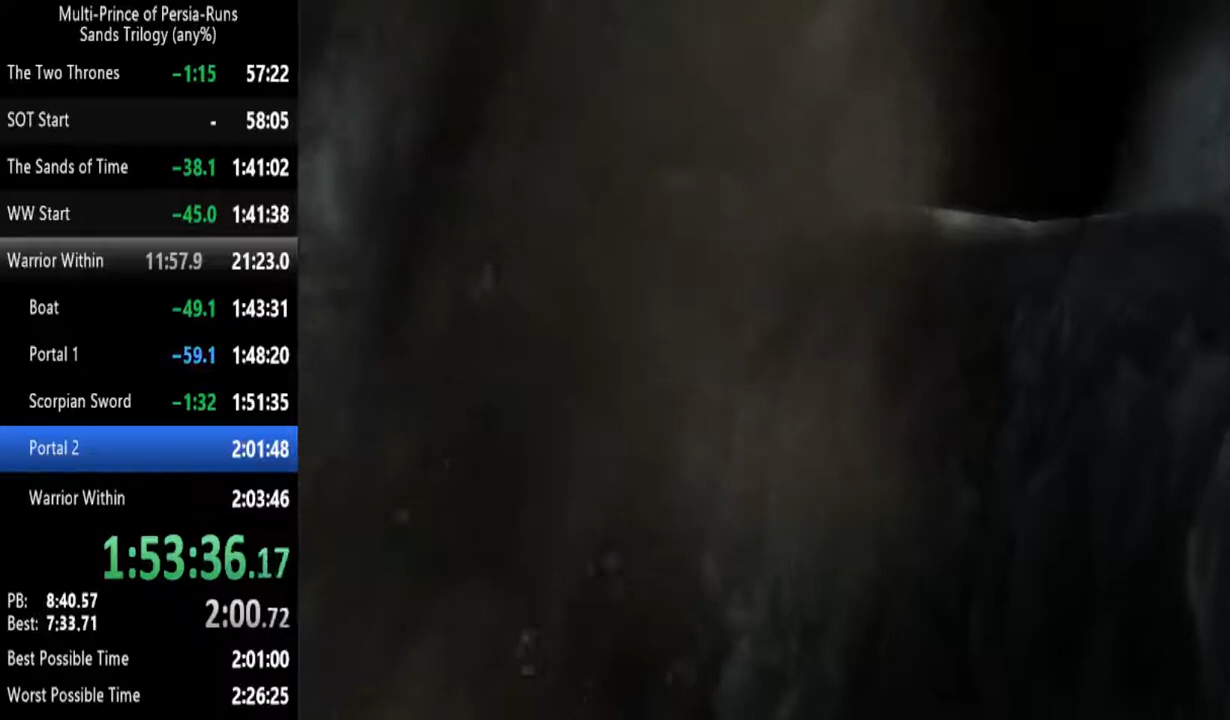 Multi-Prince of Persia-Runs
Sands Trilogy (any%)
The Two Thrones −1:15 57:22
SOT Start - 58:05
The Sands of Time −38.1 1:41:02
WW Start −45.0 1:41:38
Warrior Within 11:57.9 21:23.0
Boat −49.1 1:43:31
Portal 1 −59.1 1:48:20
Scorpian Sword −1:32 1:51:35
Portal 2 2:01:48
Warrior Within 2:03:46
1:53:36.17
PB: 8:40.57
Best: 7:33.71 2:00.72
Best Possible Time 2:01:00
Worst Possible Time 2:26:25